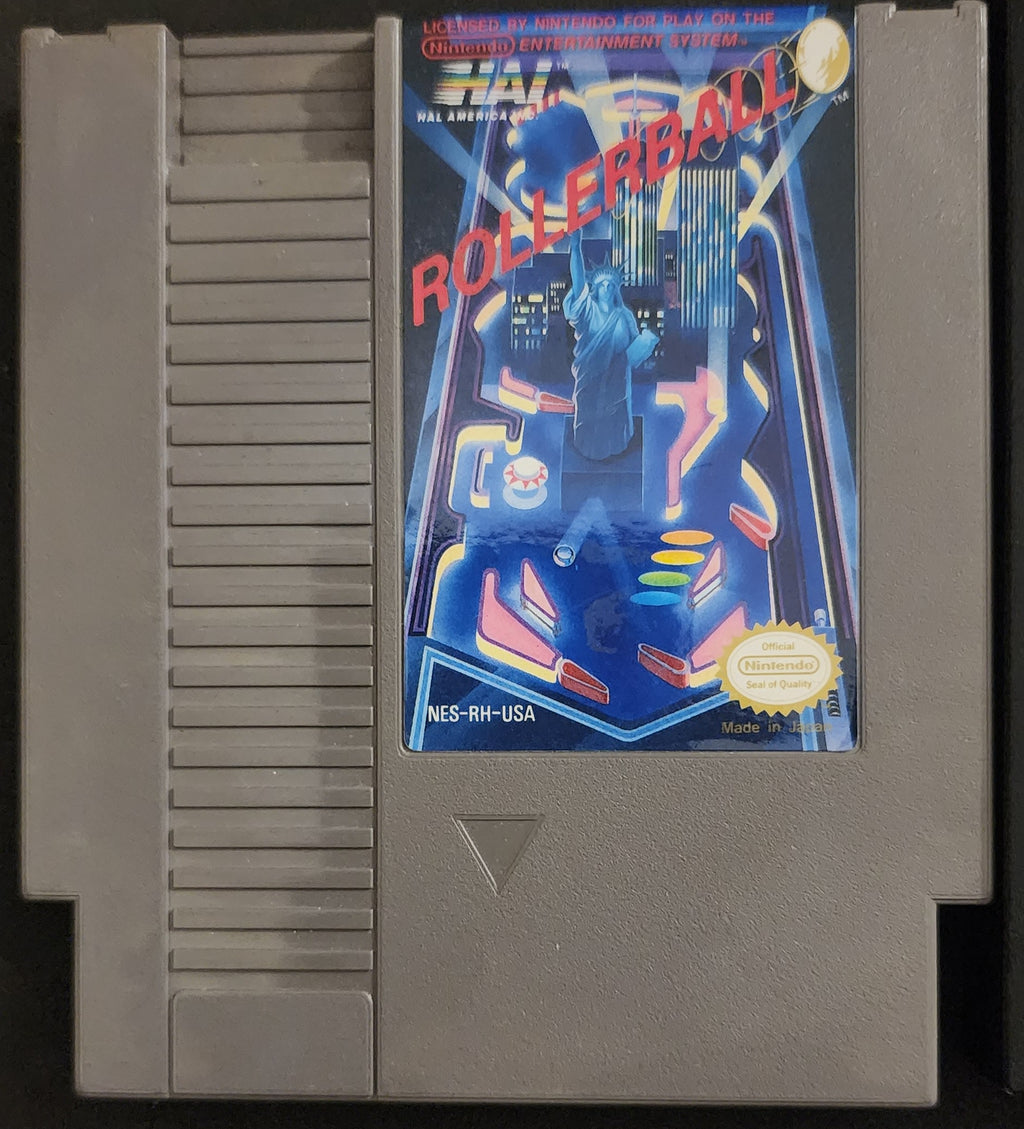 LICENSED BY NINTENDO FOR PLAY ON THE
Nintendo ENTERTAINMENT SYSTEM
HAL
HAL AMERICA INC.
ROLLERBALL
TM
Official
Nintendo
Seal of Quality
NES-RH-USA
Made in Japan